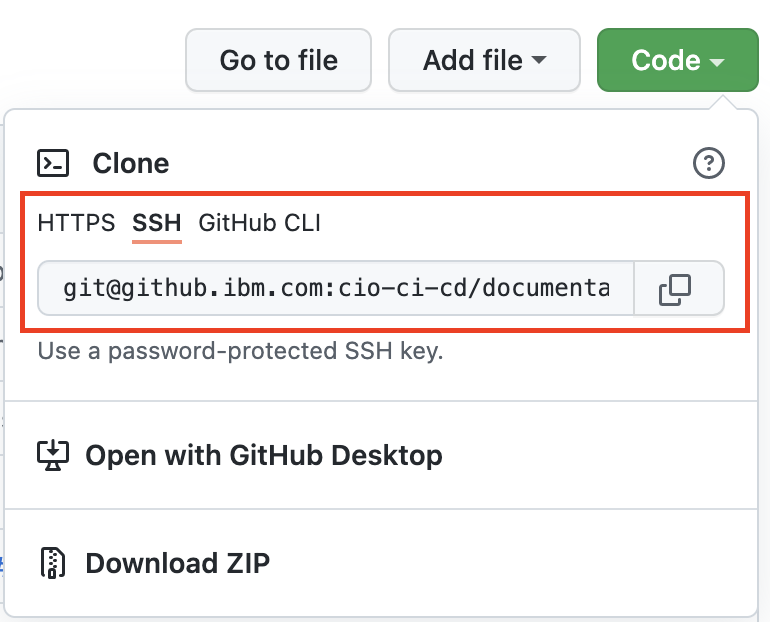 Go to file Add file Code
Clone
HTTPS SSH GitHub CLI
git@github.ibm.com:cio-ci-cd/documenta
Use a password-protected SSH key.
Open with GitHub Desktop
Download ZIP